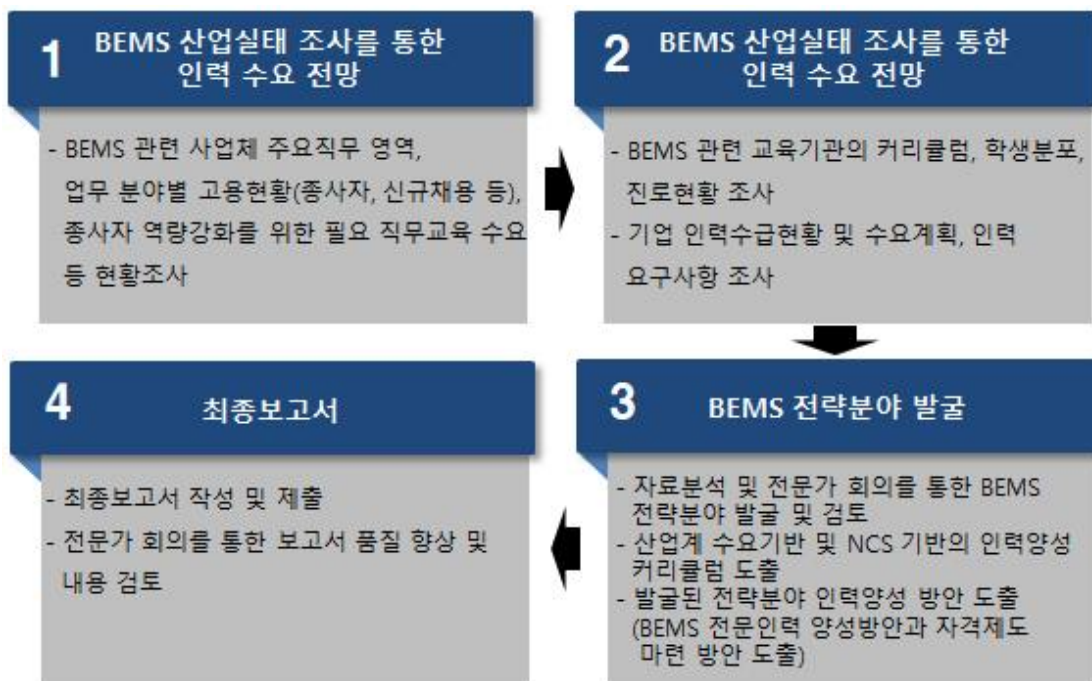 1
BEMS 산업실태 조사를 통한
인력 수요 전망
- BEMS 관련 사업체 주요직무 영역,
업무 분야별 고용현황(종사자, 신규채용 등),
종사자 역량강화를 위한 필요 직무교육 수요
등 현황조사
2
BEMS 산업실태 조사를 통한
인력 수요 전망
- BEMS 관련 교육기관의 커리큘럼, 학생분포,
진로현황 조사
- 기업 인력수급현황 및 수요계획, 인력
요구사항 조사
3
BEMS 전략분야 발굴
- 자료분석 및 전문가 회의를 통한 BEMS
전략분야 발굴 및 검토
- 산업계 수요기반 및 NCS 기반의 인력양성
커리큘럼 도출
- 발굴된 전략분야 인력양성 방안 도출
(BEMS 전문인력 양성방안과 자격제도
마련 방안 도출)
4
최종보고서
- 최종보고서 작성 및 제출
- 전문가 회의를 통한 보고서 품질 향상 및
내용 검토